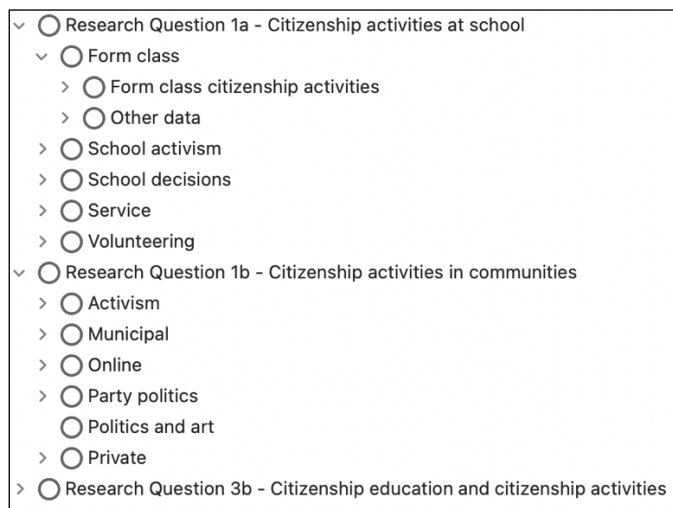 Research Question 1a - Citizenship activities at school
Form class
Form class citizenship activities
Other data
School activism
School decisions
Service
Volunteering
Research Question 1b - Citizenship activities in communities
Activism
Municipal
Online
Party politics
Politics and art
Private
Research Question 3b - Citizenship education and citizenship activities